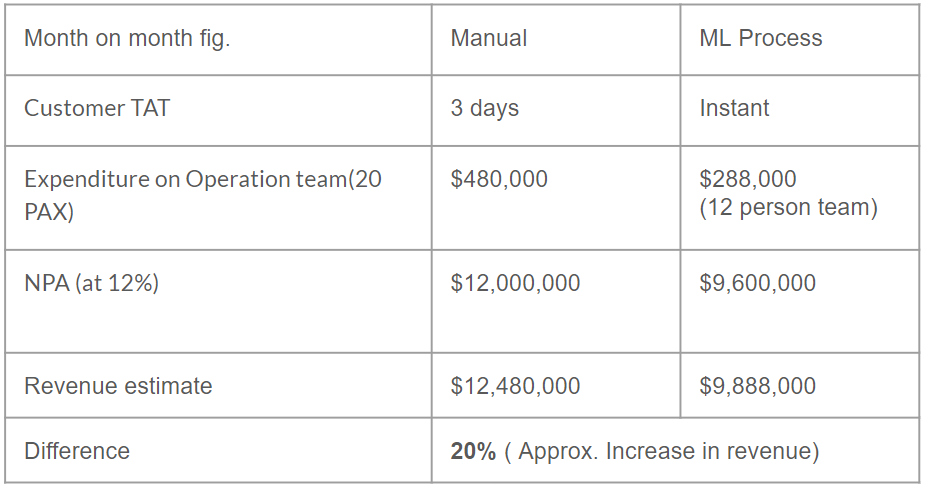 Month on month fig. Manual ML Process
Customer TAT 3 days Instant
Expenditure on Operation team(20 $480,000 $288,000
PAX) (12 person team)
NPA (at 12%) $12,000,000 $9,600,000
Revenue estimate $12,480,000 $9,888,000
Difference 20% ( Approx. Increase in revenue)